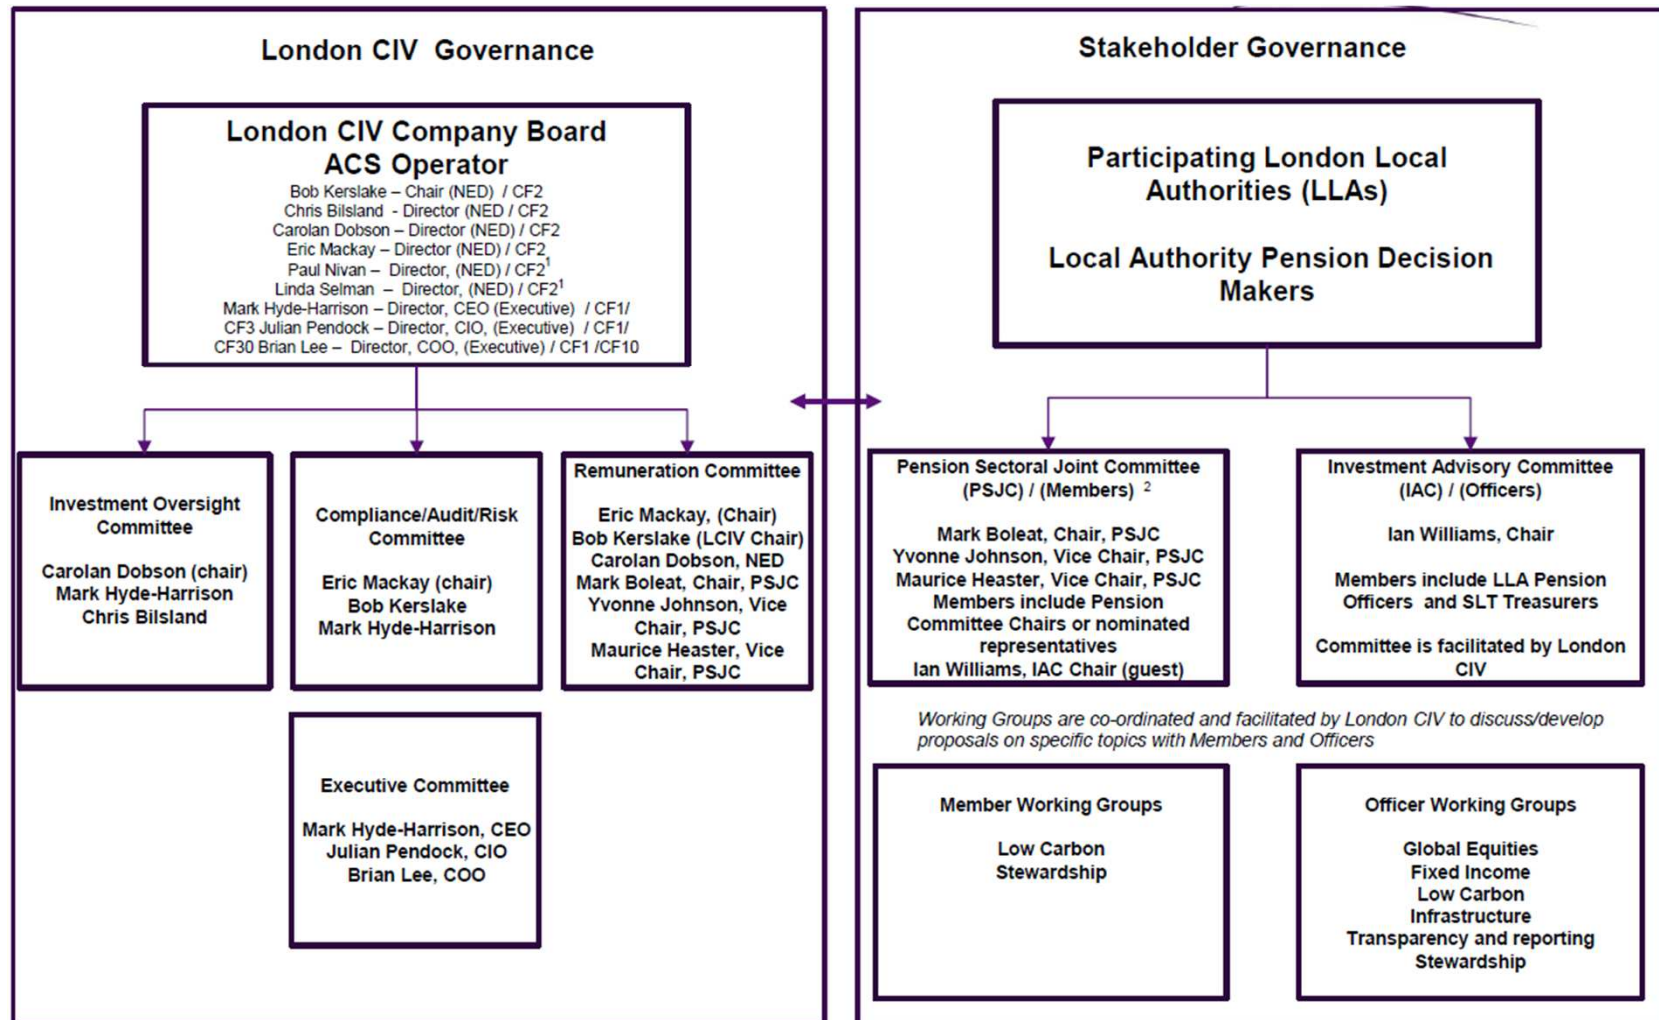 London CIV  Governance
London CIV Company Board
ACS Operator
Bob Kerslake – Chair (NED)  / CF2
Chris Bilsland  - Director (NED / CF2
Carolan Dobson – Director (NED) / CF2
Eric Mackay – Director (NED) / CF2
Paul Nivan –  Director, (NED) / CF2¹
Linda Selman  – Director, (NED) / CF2¹
Mark Hyde-Harrison – Director, CEO (Executive)  / CF1/
CF3 Julian Pendock – Director, CIO, (Executive)  / CF1/
CF30 Brian Lee –  Director, COO, (Executive) / CF1 /CF10
Investment Oversight
Committee
Carolan Dobson (chair)
Mark Hyde-Harrison
Chris Bilsland
Compliance/Audit/Risk
Committee
Eric Mackay (chair)
Bob Kerslake
Mark Hyde-Harrison
Remuneration Committee
Eric Mackay, (Chair)
Bob Kerslake (LCIV Chair)
Carolan Dobson, NED
Mark Boleat, Chair, PSJC
Yvonne Johnson, Vice
Chair, PSJC
Maurice Heaster, Vice
Chair, PSJC
Executive Committee
Mark Hyde-Harrison, CEO
Julian Pendock, CIO
Brian Lee, COO
Stakeholder Governance
Participating London Local
Authorities (LLAs)
Local Authority Pension Decision
Makers
Pension Sectoral Joint Committee
(PSJC) / (Members) ²
Mark Boleat, Chair, PSJC
Yvonne Johnson, Vice Chair, PSJC
Maurice Heaster, Vice Chair, PSJC
Members include Pension
Committee Chairs or nominated
representatives
Ian Williams, IAC Chair (guest)
Investment Advisory Committee
(IAC) / (Officers)
Ian Williams, Chair
Members include LLA Pension
Officers  and SLT Treasurers
Committee is facilitated by London
CIV
Working Groups are co-ordinated and facilitated by London CIV to discuss/develop
proposals on specific topics with Members and Officers
Member Working Groups
Low Carbon
Stewardship
Officer Working Groups
Global Equities
Fixed Income
Low Carbon
Infrastructure
Transparency and reporting
Stewardship